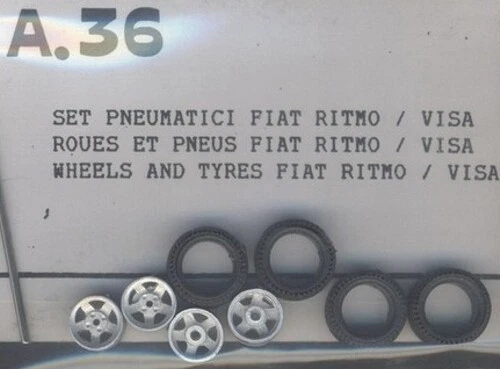 A.36
SET PNEUMATICI FIAT RITMO / VISA
ROUES ET PNEUS FIAT RITMO / VISA
WHEELS AND TYRES FIAT RITMO / VISA